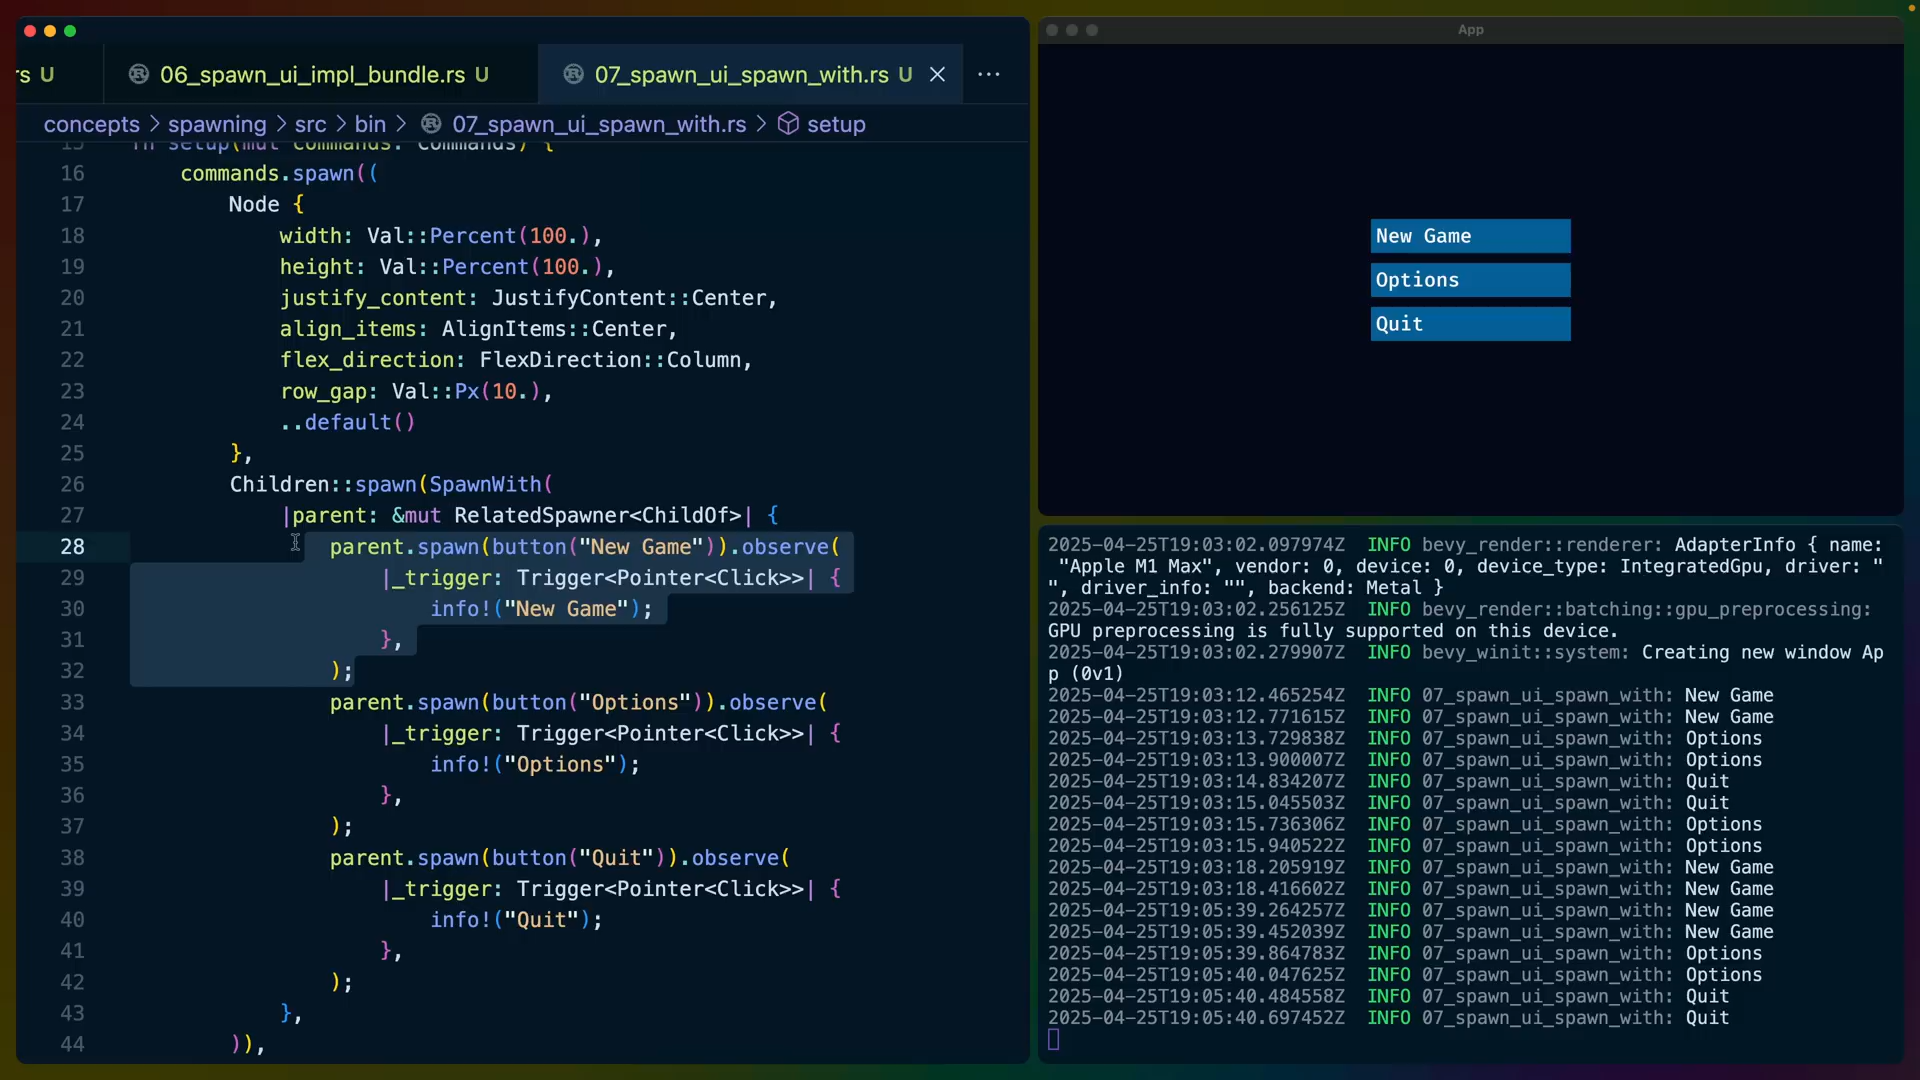 rs U
06_spawn_ui_impl_bundle.rs U
07_spawn_ui_spawn_with.rs U
concepts > spawning > src > bin > 07_spawn_ui_spawn_with.rs > setup
15 fn setup(mut commands: Commands) {
16 commands.spawn((
17 Node {
18 width: Val::Percent(100.),
19 height: Val::Percent(100.),
20 justify_content: JustifyContent::Center,
21 align_items: AlignItems::Center,
22 flex_direction: FlexDirection::Column,
23 row_gap: Val::Px(10.),
24 ..default()
25 },
26 Children::spawn(SpawnWith(
27 |parent: &mut RelatedSpawner<ChildOf>| {
28 parent.spawn(button("New Game")).observe(
29 |_trigger: Trigger<Pointer<Click>>| {
30 info!("New Game");
31 },
32 );
33 parent.spawn(button("Options")).observe(
34 |_trigger: Trigger<Pointer<Click>>| {
35 info!("Options");
36 },
37 );
38 parent.spawn(button("Quit")).observe(
39 |_trigger: Trigger<Pointer<Click>>| {
40 info!("Quit");
41 },
42 );
43 },
44 )),
App
New Game
Options
Quit
2025-04-25T19:03:02.097974Z INFO bevy_render::renderer: AdapterInfo { name:
"Apple M1 Max", vendor: 0, device: 0, device_type: IntegratedGpu, driver: "
", driver_info: "", backend: Metal }
2025-04-25T19:03:02.256125Z INFO bevy_render::batching::gpu_preprocessing:
GPU preprocessing is fully supported on this device.
2025-04-25T19:03:02.279907Z INFO bevy_winit::system: Creating new window Ap
p (0v1)
2025-04-25T19:03:12.465254Z INFO 07_spawn_ui_spawn_with: New Game
2025-04-25T19:03:12.771615Z INFO 07_spawn_ui_spawn_with: New Game
2025-04-25T19:03:13.729838Z INFO 07_spawn_ui_spawn_with: Options
2025-04-25T19:03:13.900007Z INFO 07_spawn_ui_spawn_with: Options
2025-04-25T19:03:14.834207Z INFO 07_spawn_ui_spawn_with: Quit
2025-04-25T19:03:15.045503Z INFO 07_spawn_ui_spawn_with: Quit
2025-04-25T19:03:15.736306Z INFO 07_spawn_ui_spawn_with: Options
2025-04-25T19:03:15.940522Z INFO 07_spawn_ui_spawn_with: Options
2025-04-25T19:03:18.205919Z INFO 07_spawn_ui_spawn_with: New Game
2025-04-25T19:03:18.416602Z INFO 07_spawn_ui_spawn_with: New Game
2025-04-25T19:05:39.264257Z INFO 07_spawn_ui_spawn_with: New Game
2025-04-25T19:05:39.452039Z INFO 07_spawn_ui_spawn_with: New Game
2025-04-25T19:05:39.864783Z INFO 07_spawn_ui_spawn_with: Options
2025-04-25T19:05:40.047625Z INFO 07_spawn_ui_spawn_with: Options
2025-04-25T19:05:40.484558Z INFO 07_spawn_ui_spawn_with: Quit
2025-04-25T19:05:40.697452Z INFO 07_spawn_ui_spawn_with: Quit